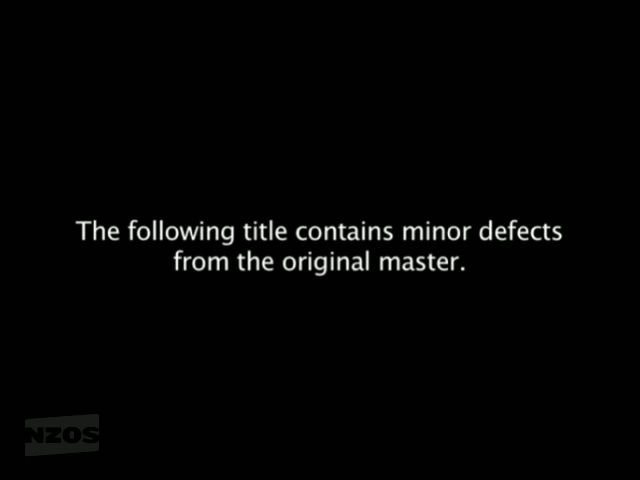 The following title contains minor defects
from the original master.
NZOS